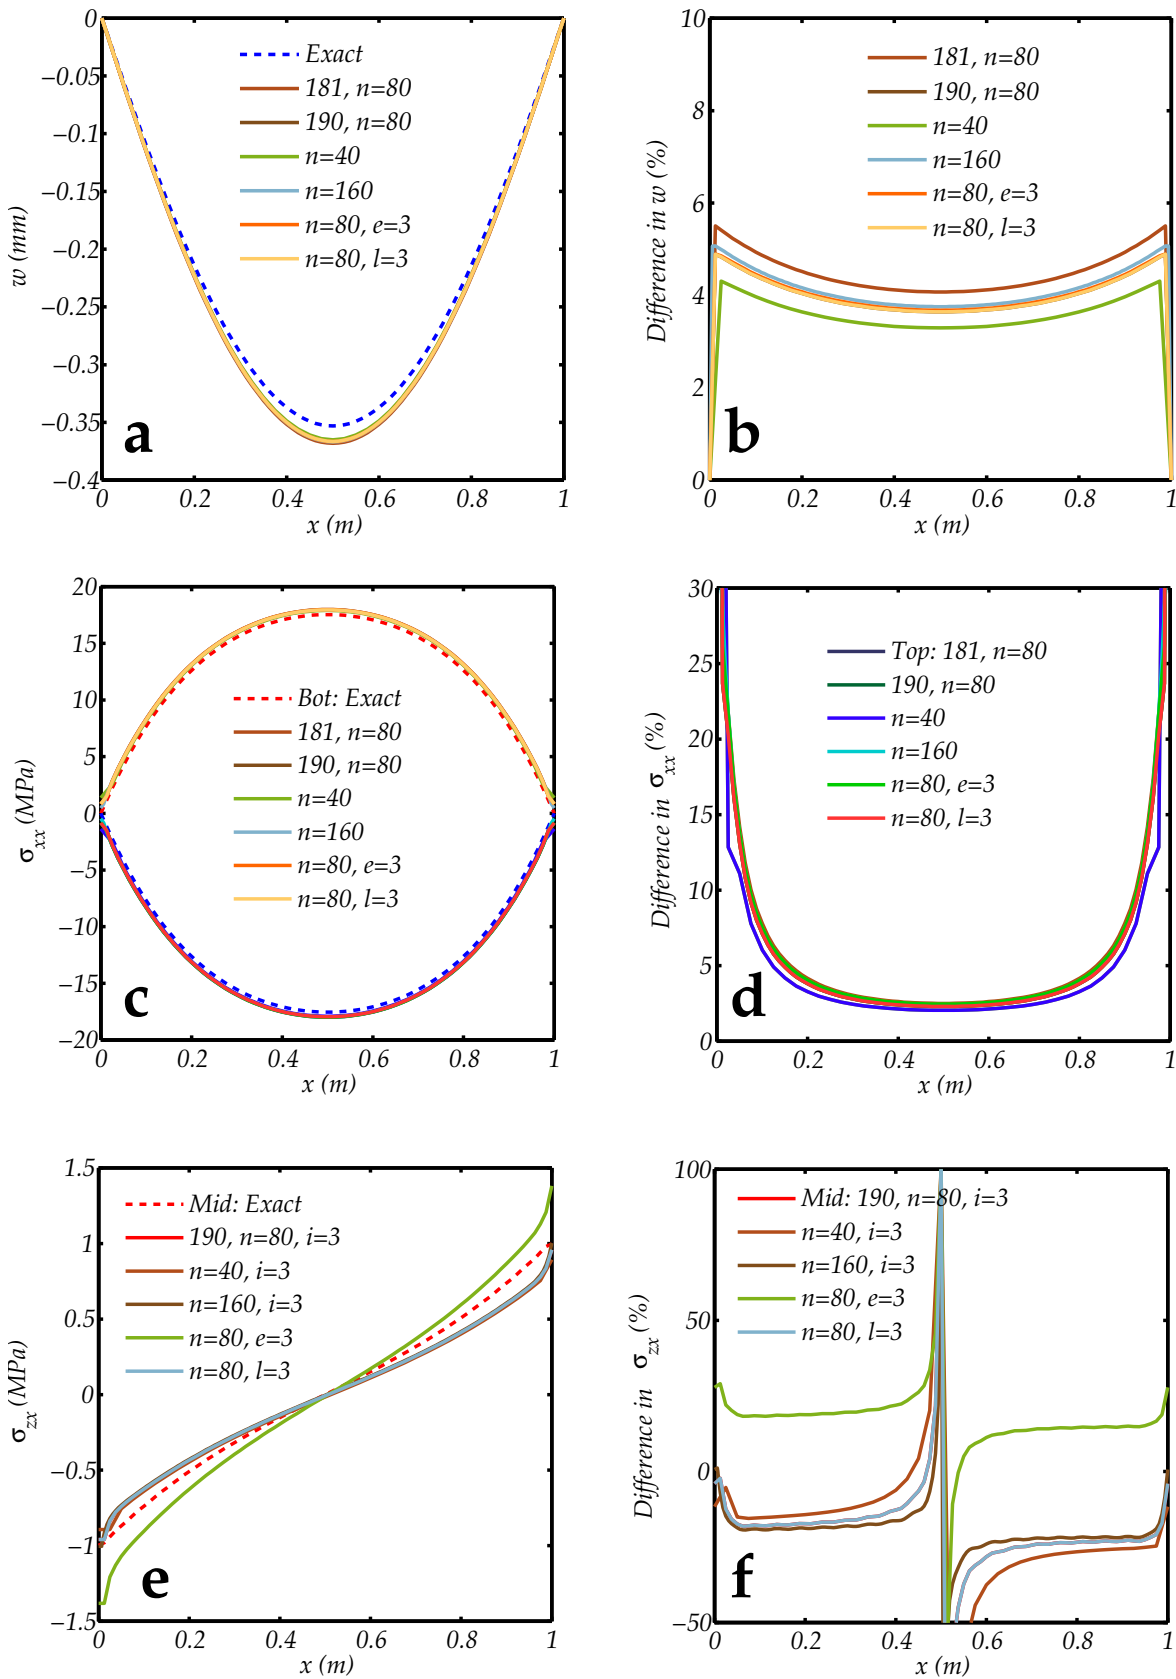 w (mm)
0
−0.05
−0.1
−0.15
−0.2
−0.25
−0.3
−0.35
−0.4
Exact
181, n=80
190, n=80
n=40
n=160
n=80, e=3
n=80, l=3
a
0 0.2 0.4 0.6 0.8 1
x (m)
Difference in w (%)
10
8
6
4
2
0
181, n=80
190, n=80
n=40
n=160
n=80, e=3
n=80, l=3
b
0 0.2 0.4 0.6 0.8 1
x (m)
σxx (MPa)
20
15
10
5
0
−5
−10
−15
−20
Bot: Exact
181, n=80
190, n=80
n=40
n=160
n=80, e=3
n=80, l=3
c
0 0.2 0.4 0.6 0.8 1
x (m)
Difference in σxx (%)
30
25
20
15
10
5
0
Top: 181, n=80
190, n=80
n=40
n=160
n=80, e=3
n=80, l=3
d
0 0.2 0.4 0.6 0.8 1
x (m)
σzx (MPa)
1.5
1
0.5
0
−0.5
−1
−1.5
Mid: Exact
190, n=80, i=3
n=40, i=3
n=160, i=3
n=80, e=3
n=80, l=3
e
0 0.2 0.4 0.6 0.8 1
x (m)
Difference in σzx (%)
100
50
0
−50
Mid: 190, n=80, i=3
n=40, i=3
n=160, i=3
n=80, e=3
n=80, l=3
f
0 0.2 0.4 0.6 0.8 1
x (m)